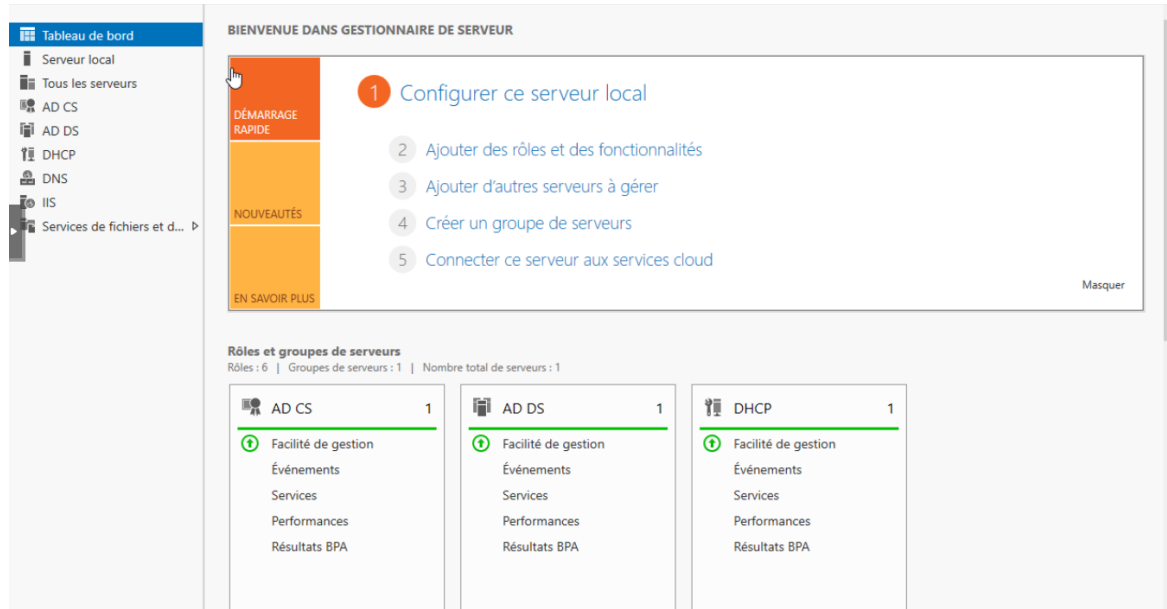 Tableau de bord
Serveur local
Tous les serveurs
AD CS
AD DS
DHCP
DNS
IIS
Services de fichiers et d...
BIENVENUE DANS GESTIONNAIRE DE SERVEUR
DÉMARRAGE
RAPIDE
NOUVEAUTÉS
EN SAVOIR PLUS
1 Configurer ce serveur local
2 Ajouter des rôles et des fonctionnalités
3 Ajouter d’autres serveurs à gérer
4 Créer un groupe de serveurs
5 Connecter ce serveur aux services cloud
Masquer
Rôles et groupes de serveurs
Rôles : 6 | Groupes de serveurs : 1 | Nombre total de serveurs : 1
AD CS 1
Facilité de gestion
Événements
Services
Performances
Résultats BPA
AD DS 1
Facilité de gestion
Événements
Services
Performances
Résultats BPA
DHCP 1
Facilité de gestion
Événements
Services
Performances
Résultats BPA